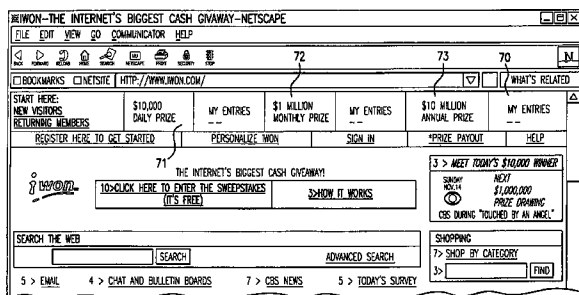 IWON--THE INTERNET'S BIGGEST CASH GIVAWAY-NETSCAPE
FILE EDIT VIEW GO COMMUNICATOR HELP
72 73 70
BACK FORWARD RELOAD HOME SEARCH NETSCAPE PRINT SECURITY STOP
N
BOOKMARKS NETSITE HTTP://WWW.IWON.COM/ WHAT'S RELATED
START HERE:
NEW VISITORS
RETURNING MEMBERS
$10,000
DAILY PRIZE
MY ENTRIES
-- --
$1 MILLION
MONTHLY PRIZE
MY ENTRIES
-- --
$10 MILLION
ANNUAL PRIZE
MY ENTRIES
-- --
REGISTER HERE TO GET STARTED PERSONALIZE IWON SIGN IN *PRIZE PAYOUT HELP
71
THE INTERNET'S BIGGEST CASH GIVAWAY!
iwon.
10>CLICK HERE TO ENTER THE SWEEPSTAKES
(IT'S FREE)
3>HOW IT WORKS
3 > MEET TODAY'S $10,000 WINNER
SUNDAY
NOV.14
NEXT
$1,000,000
PRIZE DRAWING
CBS DURING "TOUCHED BY AN ANGEL"
SEARCH THE WEB
SEARCH ADVANCED SEARCH
SHOPPING
7> SHOP BY CATEGORY
3> FIND
5 > EMAIL 4 > CHAT AND BULLETIN BOARDS 7 > CBS NEWS 5 > TODAY'S SURVEY